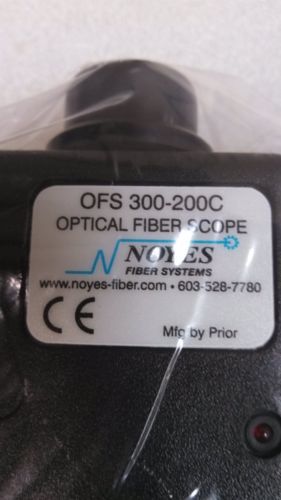 OFS 300-200C
OPTICAL FIBER SCOPE
NOYES
FIBER SYSTEMS
www.noyes-fiber.com • 603-528-7780
CE
Mfg by Prior